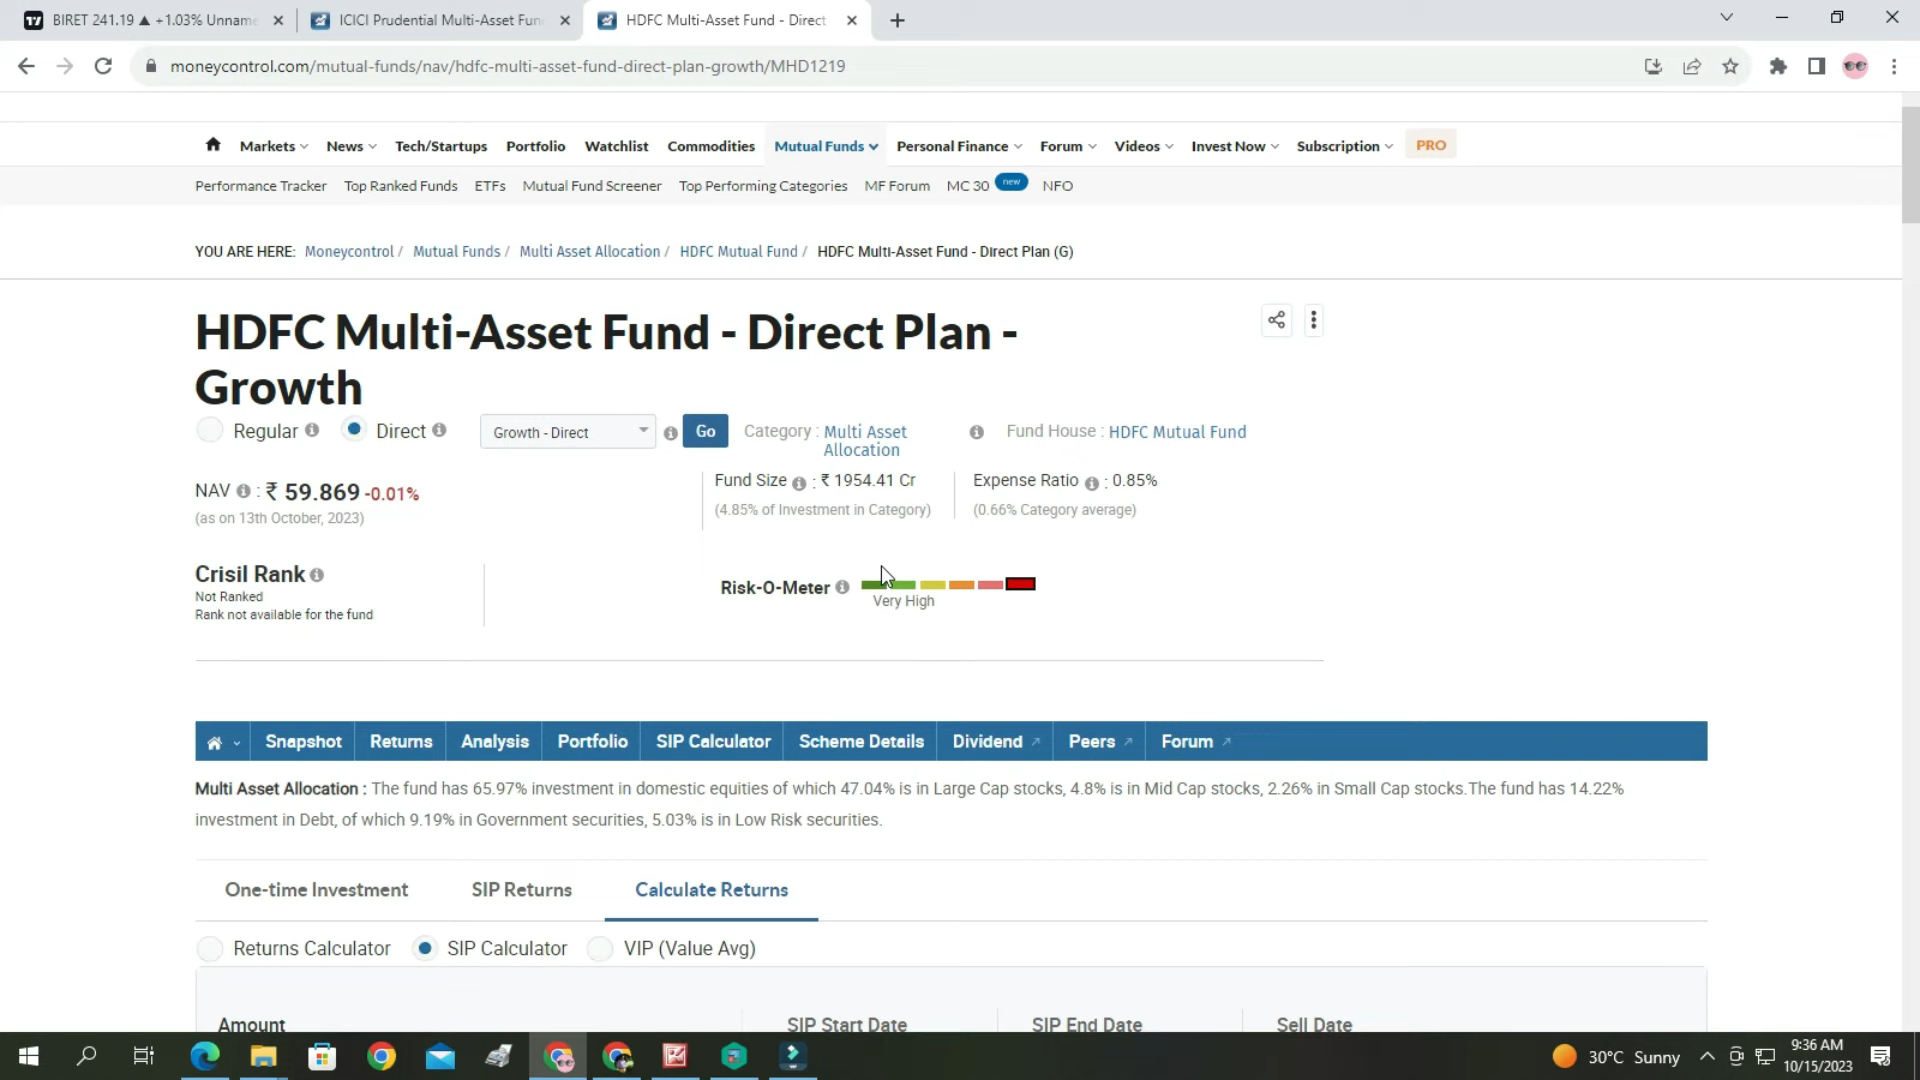 BIRET 241.19 ▲ +1.03% Unname
ICICI Prudential Multi-Asset Fun
HDFC Multi-Asset Fund - Direct
moneycontrol.com/mutual-funds/nav/hdfc-multi-asset-fund-direct-plan-growth/MHD1219
Markets News Tech/Startups Portfolio Watchlist Commodities Mutual Funds Personal Finance Forum Videos Invest Now Subscription PRO
Performance Tracker Top Ranked Funds ETFs Mutual Fund Screener Top Performing Categories MF Forum MC 30 new NFO
YOU ARE HERE: Moneycontrol / Mutual Funds / Multi Asset Allocation / HDFC Mutual Fund / HDFC Multi-Asset Fund - Direct Plan (G)
HDFC Multi-Asset Fund - Direct Plan -
Growth
Regular Direct Growth - Direct Go Category : Multi Asset
Allocation
Fund House : HDFC Mutual Fund
NAV : ₹ 59.869 -0.01%
(as on 13th October, 2023)
Fund Size : ₹ 1954.41 Cr
(4.85% of Investment in Category)
Expense Ratio : 0.85%
(0.66% Category average)
Crisil Rank
Not Ranked
Rank not available for the fund
Risk-O-Meter
Very High
Snapshot Returns Analysis Portfolio SIP Calculator Scheme Details Dividend Peers Forum
Multi Asset Allocation : The fund has 65.97% investment in domestic equities of which 47.04% is in Large Cap stocks, 4.8% is in Mid Cap stocks, 2.26% in Small Cap stocks.The fund has 14.22%
investment in Debt, of which 9.19% in Government securities, 5.03% is in Low Risk securities.
One-time Investment SIP Returns Calculate Returns
Returns Calculator SIP Calculator VIP (Value Avg)
Amount SIP Start Date SIP End Date Sell Date
30°C Sunny
9:36 AM
10/15/2023